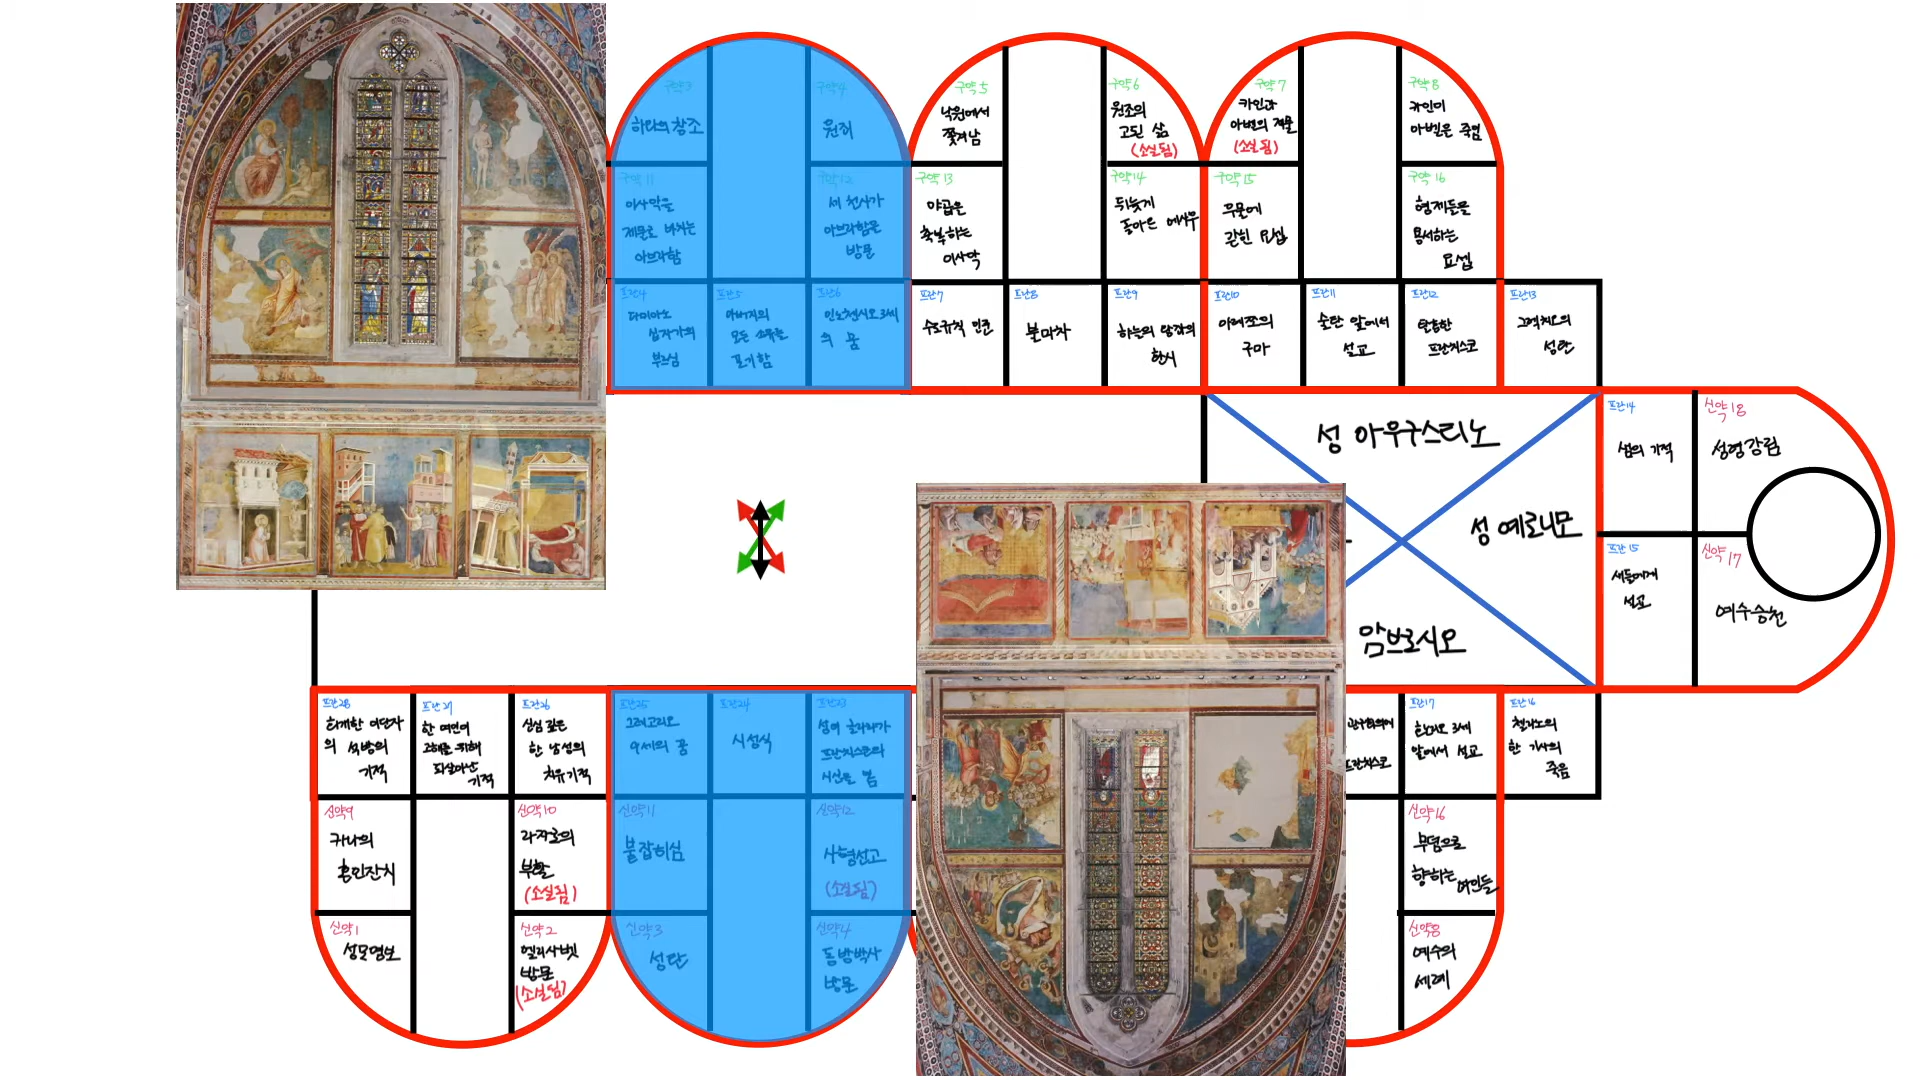 구약3
하와의 창조
구약4
원죄
구약5
낙원에서
쫓겨남
구약6
원조의
고된 삶
(소실됨)
구약7
카인과
아벨의 제물
(소실됨)
구약8
카인이
아벨을 죽임
구약11
이사악을
제물로 바치는
아브라함
구약12
세 천사가
아브라함을
방문
구약13
야곱을
축복하는
이사악
구약14
뒤늦게
돌아온 에사우
구약15
우물에
갇힌 요셉
구약16
형제들을
용서하는
요셉
프란4
다미아노
십자가의
부르심
프란5
아버지의
모든 소유를
포기함
프란6
인노첸시오 3세
의 꿈
프란7
수도규칙 인준
프란8
불마차
프란9
하늘의 왕좌의
환시
프란10
아레쪼의
구마
프란11
술탄 앞에서
설교
프란12
탈혼한
프란치스코
프란13
그렉치오의
성탄
성 아우구스티노
성 예로니모
암브로시오
프란14
샘의 기적
신약18
성령강림
프란15
새들에게
설교
신약17
예수승천
프란28
회개한 이단자
의 석방의
기적
프란27
한 여인이
고해를 위해
되살아난
기적
프란26
신심 깊은
한 남성의
치유기적
프란25
그레고리오
9세의 꿈
프란24
시성식
프란23
성녀 글라라가
프란치스코의
시신을 봄
프란치스코
프란17
호노리오 3세
앞에서 설교
프란16
첼라노의
한 기사의
죽음
신약9
카나의
혼인잔치
신약10
라자로의
부활
(소실됨)
신약11
붙잡히심
신약12
사형선고
(소실됨)
신약16
무덤으로
향하는 여인들
신약1
성모영보
신약2
엘리사벳
방문
(소실됨)
신약3
성탄
신약4
동방박사
방문
신약8
예수의
세례